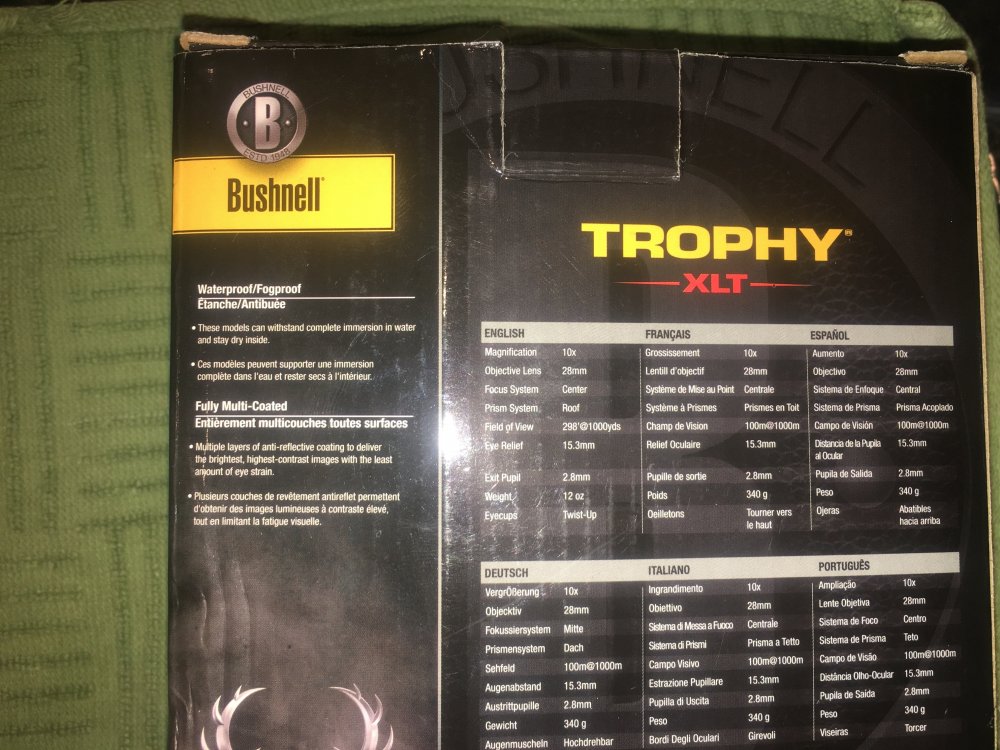 BUSHNELL
BUSHNELL
B
ESTD. 1948
Bushnell®
Waterproof/Fogproof
Étanche/Antibuée
• These models can withstand complete immersion in water
and stay dry inside.
• Ces modèles peuvent supporter une immersion
complète dans l'eau et rester secs à l'intérieur.
Fully Multi-Coated
Entièrement multicouches toutes surfaces
• Multiple layers of anti-reflective coating to deliver
the brightest, highest-contrast images with the least
amount of eye strain.
• Plusieurs couches de revêtement antireflet permettent
d'obtenir des images lumineuses à contraste élevé,
tout en limitant la fatigue visuelle.
TROPHY®
XLT
ENGLISH
Magnification 10x
Objective Lens 28mm
Focus System Center
Prism System Roof
Field of View 298'@1000yds
Eye Relief 15.3mm
Exit Pupil 2.8mm
Weight 12 oz
Eyecups Twist-Up
FRANÇAIS
Grossissement 10x
Lentill d'objectif 28mm
Système de Mise au Point Centrale
Système à Prismes Prismes en Toit
Champ de Vision 100m@1000m
Relief Oculaire 15.3mm
Pupille de sortie 2.8mm
Poids 340 g
Oeilletons Tourner vers
le haut
ESPAÑOL
Aumento 10x
Objectivo 28mm
Sistema de Enfoque Central
Sistema de Prisma Prisma Acoplado
Campo de Visión 100m@1000m
Distancia de la Pupila 15.3mm
al Ocular
Pupila de Salida 2.8mm
Peso 340 g
Ojeras Abatibles
hacia arriba
DEUTSCH
VergrÖßerung 10x
Objecktiv 28mm
Fokussiersystem Mitte
Prismensystem Dach
Sehfeld 100m@1000m
Augenabstand 15.3mm
Austrittpupille 2.8mm
Gewicht 340 g
Augenmuscheln Hochdrehbar
ITALIANO
Ingrandimento 10x
Obiettivo 28mm
Sistema di Messa a Fuoco Centrale
Sistema di Prismi Prisma a Tetto
Campo Visivo 100m@1000m
Estrazione Pupillare 15.3mm
Pupilla di Uscita 2.8mm
Peso 340 g
Bordi Degli Oculari Girevoli
PORTUGUÊS
Ampliação 10x
Lente Objetiva 28mm
Sistema de Foco Centro
Sistema de Prisma Teto
Campo de Visão 100m@1000m
Distância Olho-Ocular 15.3mm
Pupila de Saída 2.8mm
Peso 340 g
Viseiras Torcer